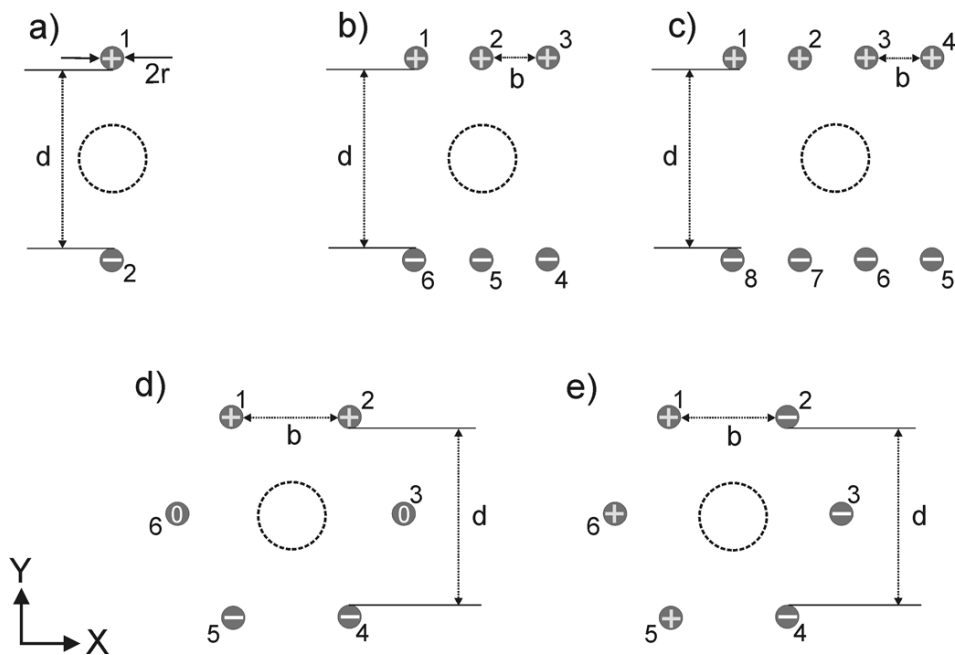 a) 1 b) 1 2 3 c) 1 2 3 4
+ + + + + + + +
2r b b
d d d
− − − − − − − −
2 6 5 4 8 7 6 5
d) 1 2 e) 1 2
+ + + −
b b
6 0 0 3 6 + − 3
d d
Y
5 − − 4 5 + − 4
X